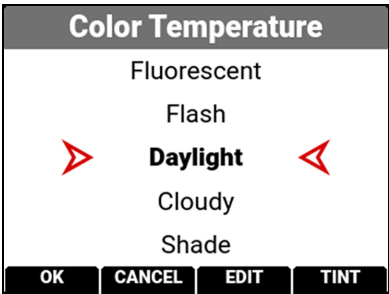 Color Temperature
Fluorescent
Flash
Daylight
Cloudy
Shade
OK CANCEL EDIT TINT